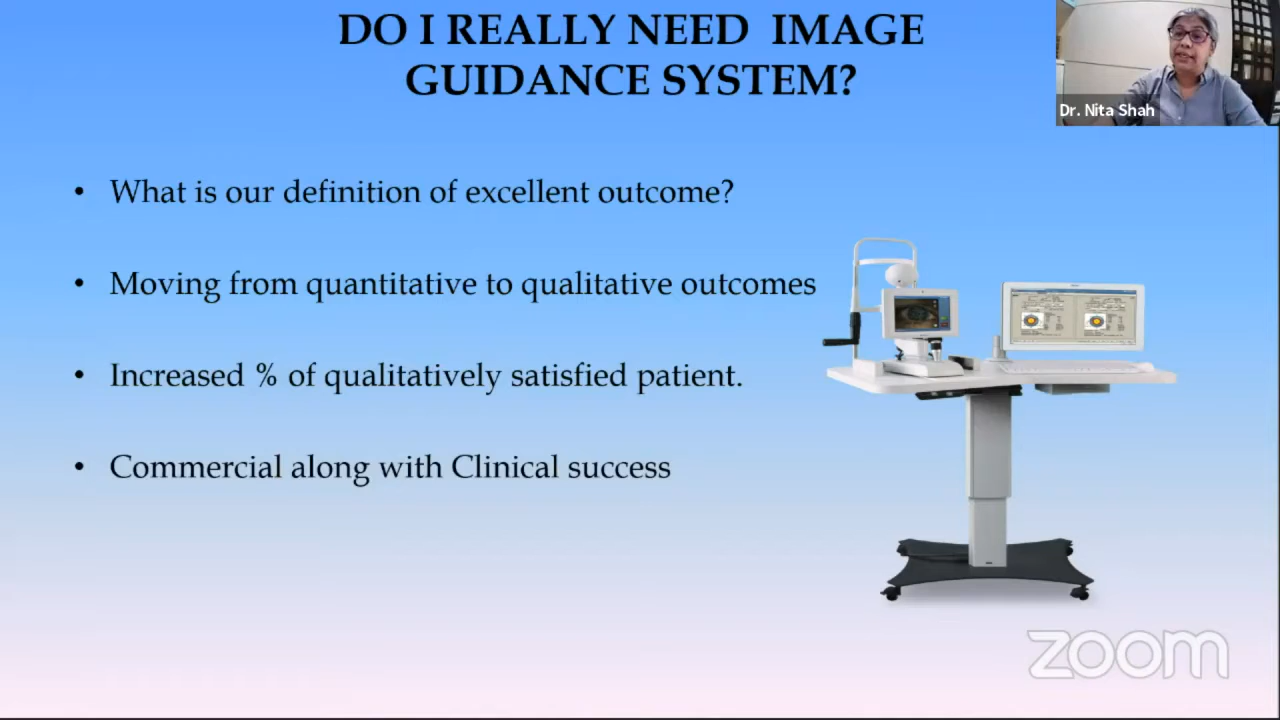 DO I REALLY NEED IMAGE
GUIDANCE SYSTEM?
Dr. Nita Shah
• What is our definition of excellent outcome?
• Moving from quantitative to qualitative outcomes
• Increased % of qualitatively satisfied patient.
• Commercial along with Clinical success
zoom